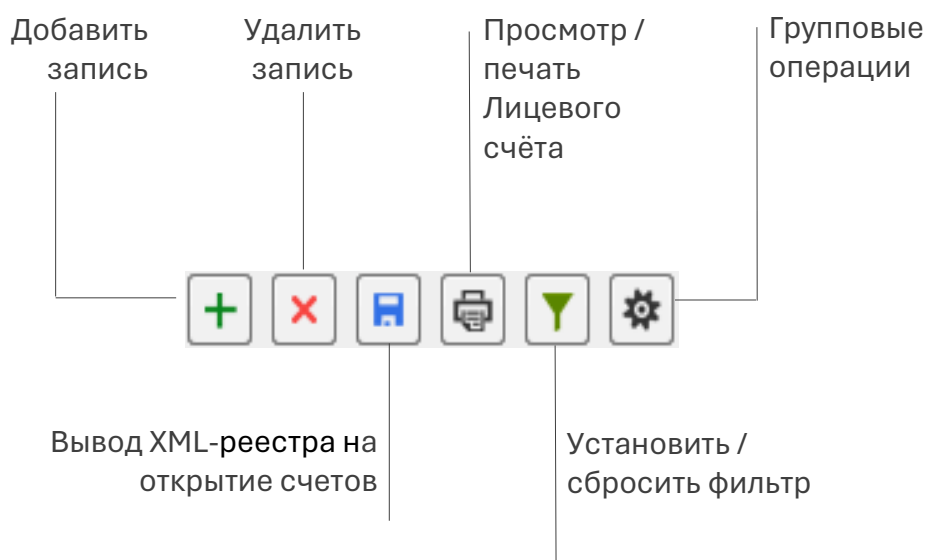 Добавить
запись
Удалить
запись
Просмотр /
печать
Лицевого
счёта
Групповые
операции
Вывод XML-реестра на
открытие счетов
Установить /
сбросить фильтр